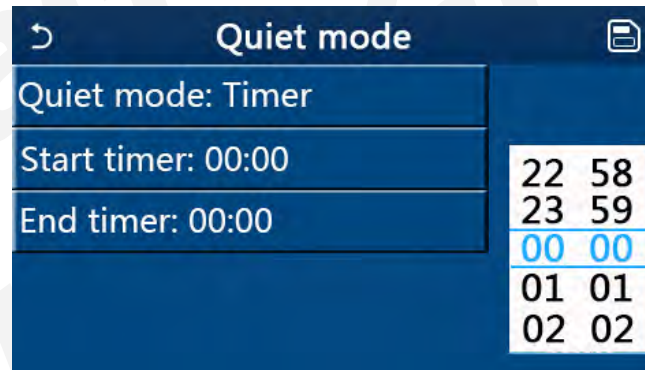 Quiet mode
Quiet mode: Timer
Start timer: 00:00
End timer: 00:00
22 58
23 59
00 00
01 01
02 02